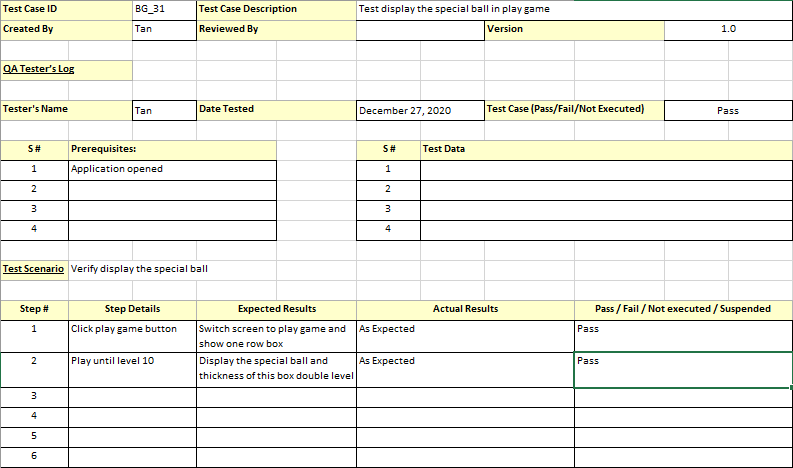 Test Case ID BG_31 Test Case Description Test display the special ball in play game
Created By Tan Reviewed By Version 1.0
QA Tester's Log
Tester's Name Tan Date Tested December 27, 2020 Test Case (Pass/Fail/Not Executed) Pass
S # Prerequisites: S # Test Data
1 Application opened 1
2 2
3 3
4 4
Test Scenario Verify display the special ball
Step # Step Details Expected Results Actual Results Pass / Fail / Not executed / Suspended
1 Click play game button Switch screen to play game and As Expected Pass
show one row box
2 Play until level 10 Display the special ball and As Expected Pass
thickness of this box double level
3
4
5
6